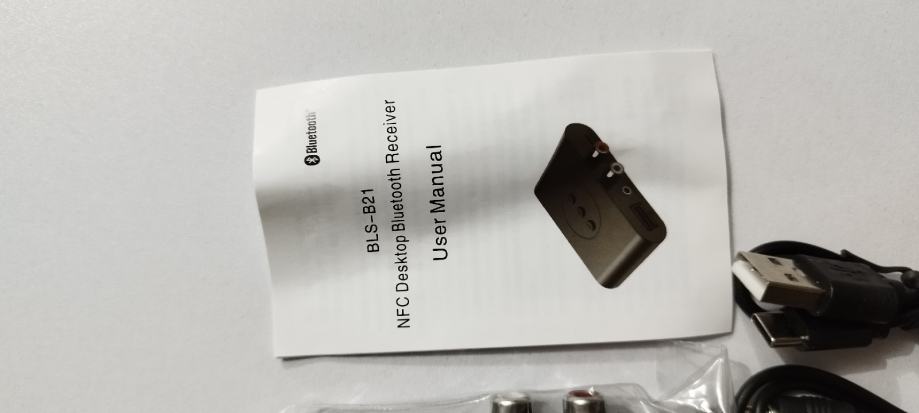 Bluetooth
BLS-B21
NFC Desktop Bluetooth Receiver
User Manual